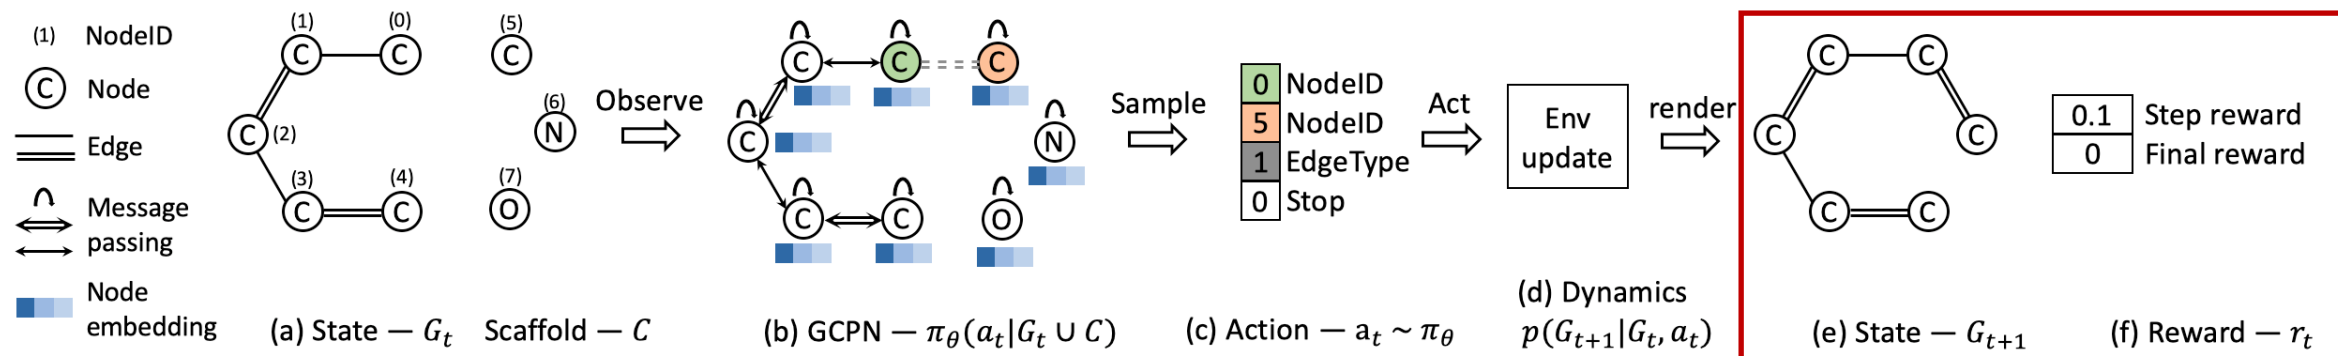 (1) NodeID
C Node
Edge
Message
passing
Node
embedding
(1) (0) (5)
C C C
(6)
N
C (2)
(3) (4) (7)
C C O
(a) State — G_t Scaffold — C
Observe
C C C
C N
C C O
(b) GCPN — π_θ(a_t|G_t ∪ C)
Sample
0 NodeID
5 NodeID
1 EdgeType
0 Stop
(c) Action — a_t ~ π_θ
Act
Env
update
(d) Dynamics
p(G_{t+1}|G_t, a_t)
render
C C
C C
C C
(e) State — G_{t+1}
0.1 Step reward
0 Final reward
(f) Reward — r_t